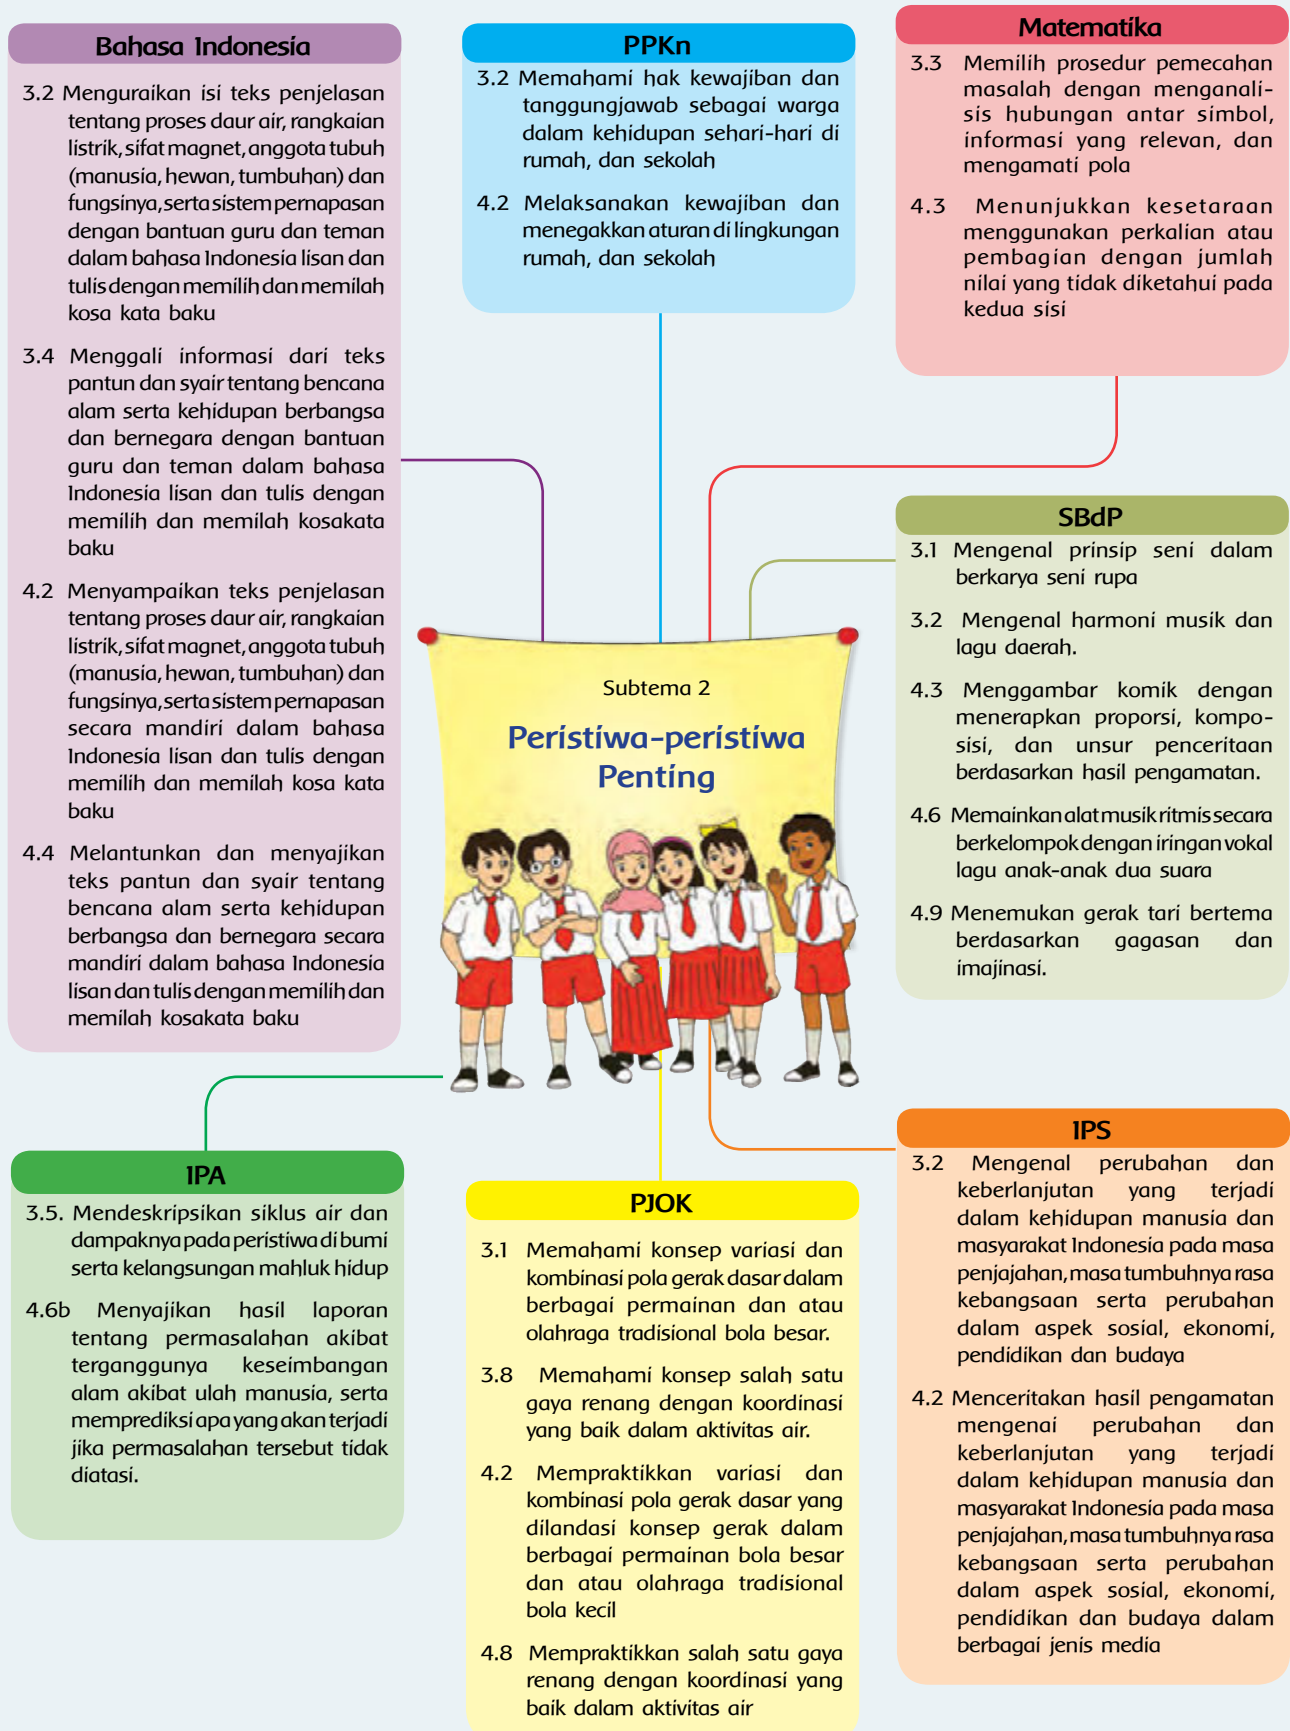 Bahasa Indonesia
3.2 Menguraikan isi teks penjelasan
tentang proses daur air, rangkaian
listrik, sifat magnet, anggota tubuh
(manusia, hewan, tumbuhan) dan
fungsinya, serta sistem pernapasan
dengan bantuan guru dan teman
dalam bahasa Indonesia lisan dan
tulis dengan memilih dan memilah
kosa kata baku
3.4 Menggali informasi dari teks
pantun dan syair tentang bencana
alam serta kehidupan berbangsa
dan bernegara dengan bantuan
guru dan teman dalam bahasa
Indonesia lisan dan tulis dengan
memilih dan memilah kosakata
baku
4.2 Menyampaikan teks penjelasan
tentang proses daur air, rangkaian
listrik, sifat magnet, anggota tubuh
(manusia, hewan, tumbuhan) dan
fungsinya, serta sistem pernapasan
secara mandiri dalam bahasa
Indonesia lisan dan tulis dengan
memilih dan memilah kosa kata
baku
4.4 Melantunkan dan menyajikan
teks pantun dan syair tentang
bencana alam serta kehidupan
berbangsa dan bernegara secara
mandiri dalam bahasa Indonesia
lisan dan tulis dengan memilih dan
memilah kosakata baku
PPKn
3.2 Memahami hak kewajiban dan
tanggungjawab sebagai warga
dalam kehidupan sehari-hari di
rumah, dan sekolah
4.2 Melaksanakan kewajiban dan
menegakkan aturan di lingkungan
rumah, dan sekolah
Matematika
3.3 Memilih prosedur pemecahan
masalah dengan menganali-
sis hubungan antar simbol,
informasi yang relevan, dan
mengamati pola
4.3 Menunjukkan kesetaraan
menggunakan perkalian atau
pembagian dengan jumlah
nilai yang tidak diketahui pada
kedua sisi
SBdP
3.1 Mengenal prinsip seni dalam
berkarya seni rupa
3.2 Mengenal harmoni musik dan
lagu daerah.
4.3 Menggambar komik dengan
menerapkan proporsi, kompo-
sisi, dan unsur penceritaan
berdasarkan hasil pengamatan.
4.6 Memainkan alat musik ritmis secara
berkelompok dengan iringan vokal
lagu anak-anak dua suara
4.9 Menemukan gerak tari bertema
berdasarkan gagasan dan
imajinasi.
Subtema 2
Peristiwa-peristiwa
Penting
IPA
3.5. Mendeskripsikan siklus air dan
dampaknya pada peristiwa di bumi
serta kelangsungan mahluk hidup
4.6b Menyajikan hasil laporan
tentang permasalahan akibat
terganggunya keseimbangan
alam akibat ulah manusia, serta
memprediksi apa yang akan terjadi
jika permasalahan tersebut tidak
diatasi.
PJOK
3.1 Memahami konsep variasi dan
kombinasi pola gerak dasar dalam
berbagai permainan dan atau
olahraga tradisional bola besar.
3.8 Memahami konsep salah satu
gaya renang dengan koordinasi
yang baik dalam aktivitas air.
4.2 Mempraktikkan variasi dan
kombinasi pola gerak dasar yang
dilandasi konsep gerak dalam
berbagai permainan bola besar
dan atau olahraga tradisional
bola kecil
4.8 Mempraktikkan salah satu gaya
renang dengan koordinasi yang
baik dalam aktivitas air
IPS
3.2 Mengenal perubahan dan
keberlanjutan yang terjadi
dalam kehidupan manusia dan
masyarakat Indonesia pada masa
penjajahan, masa tumbuhnya rasa
kebangsaan serta perubahan
dalam aspek sosial, ekonomi,
pendidikan dan budaya
4.2 Menceritakan hasil pengamatan
mengenai perubahan dan
keberlanjutan yang terjadi
dalam kehidupan manusia dan
masyarakat Indonesia pada masa
penjajahan, masa tumbuhnya rasa
kebangsaan serta perubahan
dalam aspek sosial, ekonomi,
pendidikan dan budaya dalam
berbagai jenis media